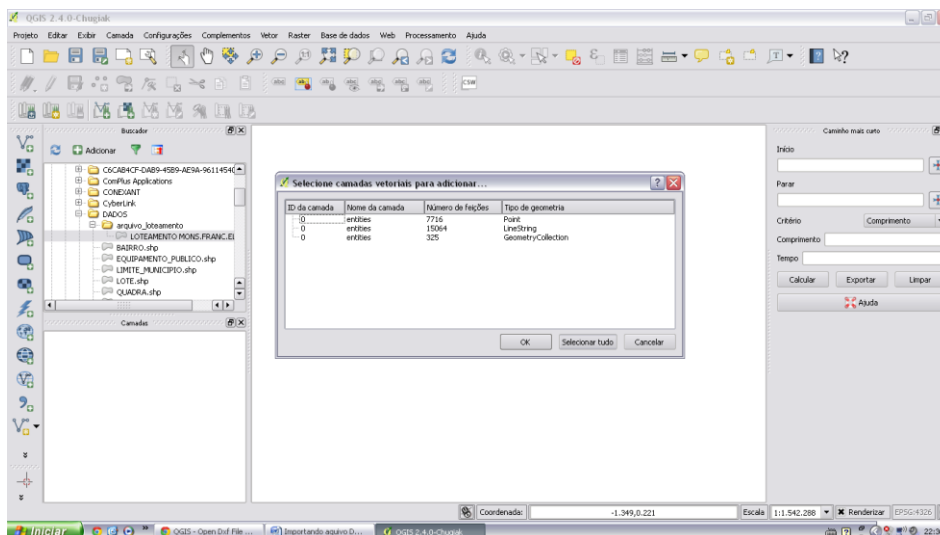 QGIS 2.4.0-Chugiak
Projeto Editar Exibir Camada Configurações Complementos Vetor Raster Base de dados Web Processamento Ajuda
CSW
Buscador
Adicionar
C6CAB4CF-DAB9-45B9-AE9A-96114540
ComPlus Applications
CONEXANT
CyberLink
DADOS
arquivo_loteamento
LOTEAMENTO MONS.FRANC.EL
BAIRRO.shp
EQUIPAMENTO_PUBLICO.shp
LIMITE_MUNICIPIO.shp
LOTE.shp
QUADRA.shp
Camadas
Selecione camadas vetoriais para adicionar...
ID da camada Nome da camada Número de feições Tipo de geometria
0 entities 7716 Point
0 entities 15064 LineString
0 entities 325 GeometryCollection
OK Selecionar tudo Cancelar
Caminho mais curto
Início
Parar
Critério Comprimento
Comprimento
Tempo
Calcular Exportar Limpar
Ajuda
Coordenada: -1.349,0.221 Escala 1:1.542.288 Renderizar EPSG:4326
Iniciar QGIS - Open Dxf File ... Importando aquivo D... QGIS 2.4.0-Chugiak